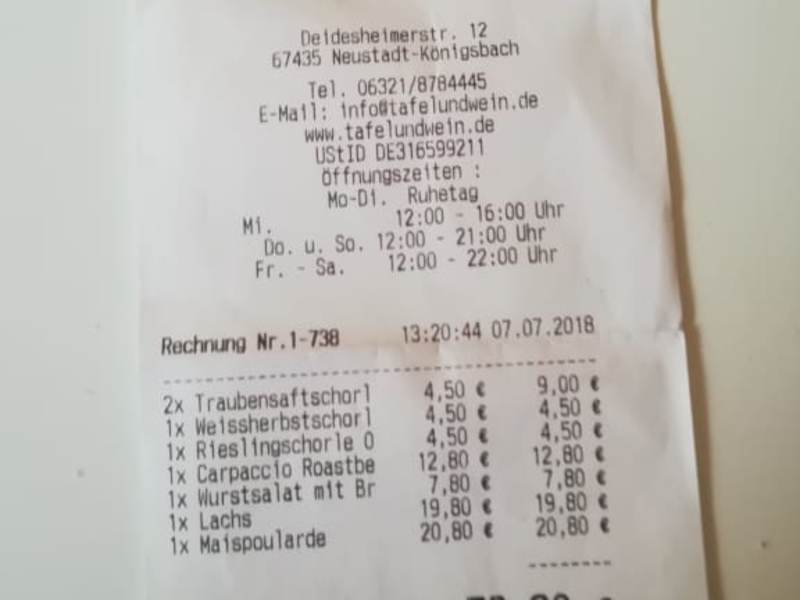 Deidesheimerstr. 12
67435 Neustadt-Königsbach
Tel. 06321/8784445
E-Mail: info@tafelundwein.de
www.tafelundwein.de
UStID DE316599211
Öffnungszeiten :
Mo-Di. Ruhetag
Mi. 12:00 - 16:00 Uhr
Do. u. So. 12:00 - 21:00 Uhr
Fr. - Sa. 12:00 - 22:00 Uhr
Rechnung Nr.1-738 13:20:44 07.07.2018
2x Traubensaftschorl 4,50 € 9,00 €
1x Weissherbstschorl 4,50 € 4,50 €
1x Rieslingschorle O 4,50 € 4,50 €
1x Carpaccio Roastbe 12,80 € 12,80 €
1x Wurstsalat mit Br 7,80 € 7,80 €
1x Lachs 19,80 € 19,80 €
1x Maispoularde 20,80 € 20,80 €